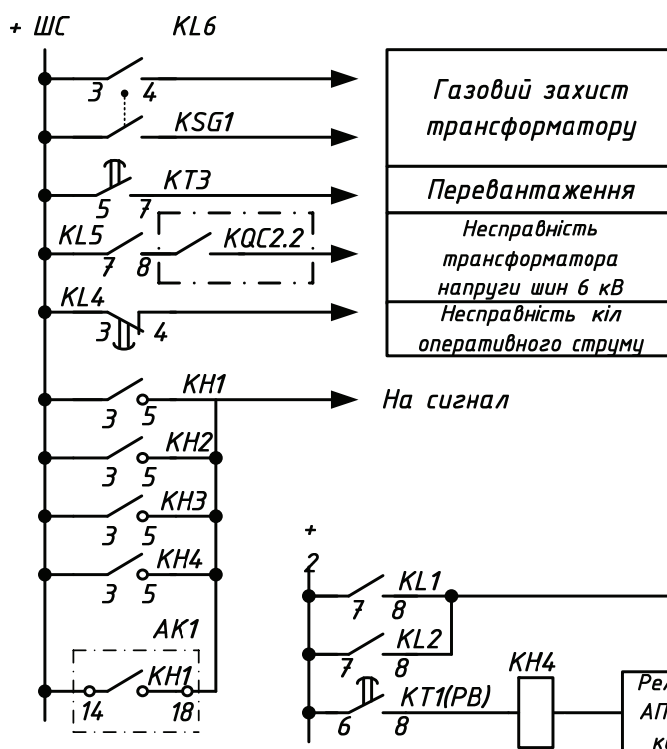 + ШС KL6
3 4
Газовий захист
трансформатору
KSG1
KT3
5 7
Перевантаження
KL5
KQC2.2
7 8
Несправність
трансформатора
напруги шин 6 кВ
KL4
3 4
Несправність кіл
оперативного струму
KH1
3 5
На сигнал
KH2
3 5
KH3
3 5
KH4
3 5
+
2
KL1
7 8
AK1
KL2
7 8
KH1
14 18
KT1(PB)
6 8
KH4